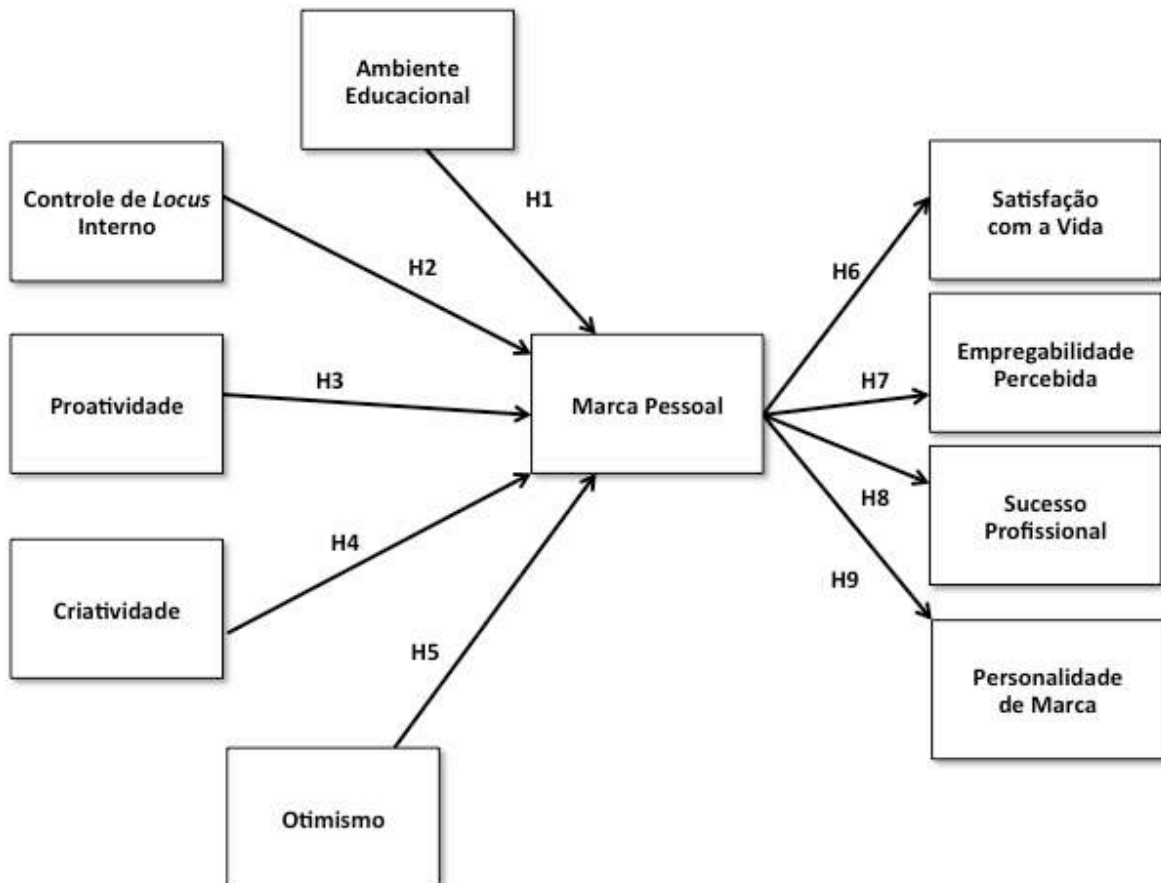 Ambiente
Educacional
H1
Controle de Locus
Interno
H2
Proatividade
H3
Criatividade
H4
Otimismo
H5
Marca Pessoal
H6
Satisfação
com a Vida
H7
Empregabilidade
Percebida
H8
Sucesso
Profissional
H9
Personalidade
de Marca